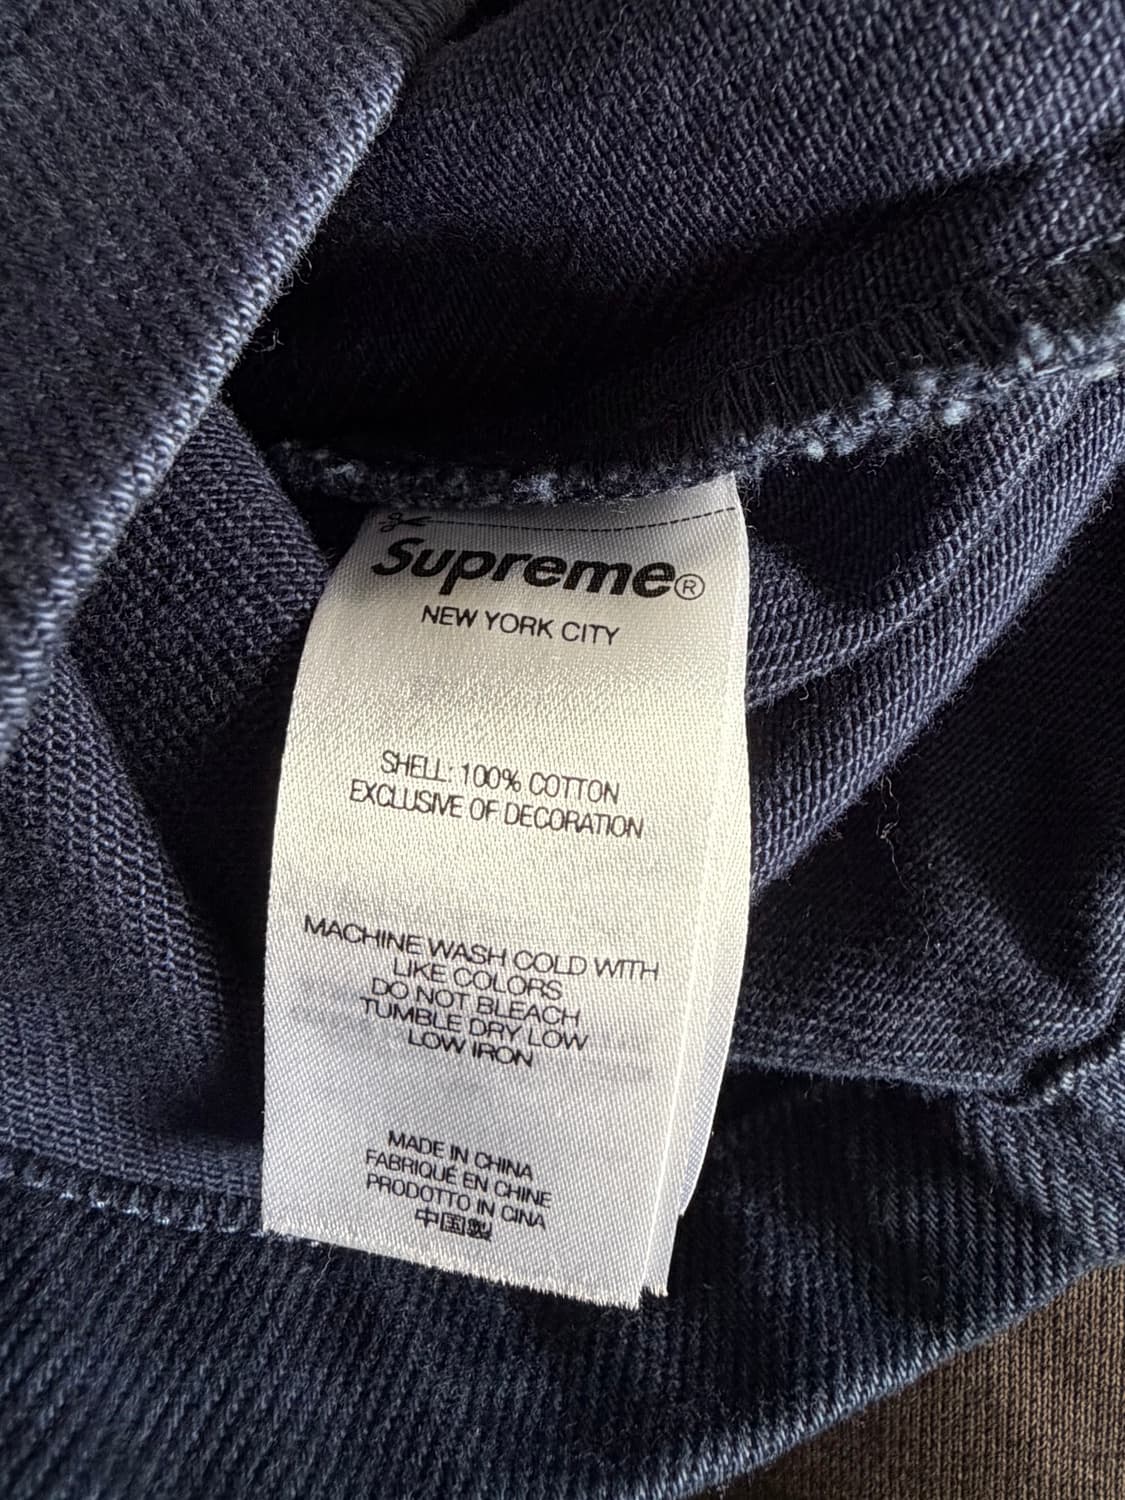 Supreme®
NEW YORK CITY
SHELL: 100% COTTON
EXCLUSIVE OF DECORATION
MACHINE WASH COLD WITH
LIKE COLORS
DO NOT BLEACH
TUMBLE DRY LOW
LOW IRON
MADE IN CHINA
FABRIQUÉ EN CHINE
PRODOTTO IN CINA
中国製